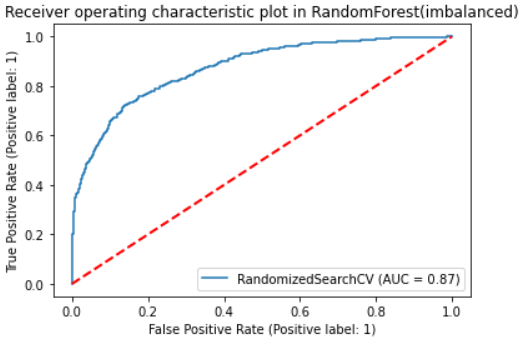 Receiver operating characteristic plot in RandomForest(imbalanced)
1.0
0.8
0.6
0.4
0.2
0.0
True Positive Rate (Positive label: 1)
RandomizedSearchCV (AUC = 0.87)
0.0 0.2 0.4 0.6 0.8 1.0
False Positive Rate (Positive label: 1)